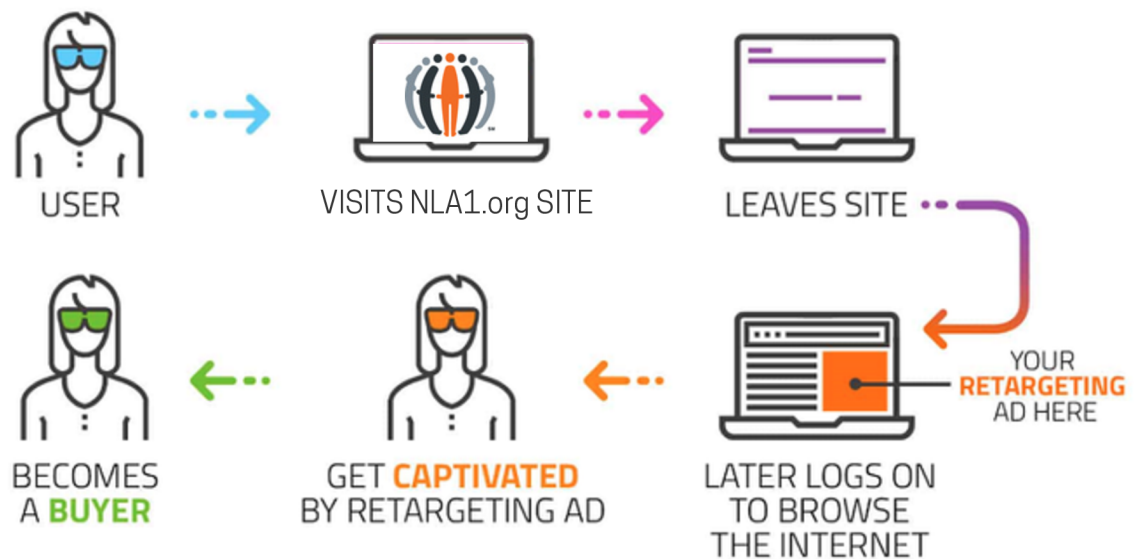 USER
VISITS NLA1.org SITE
LEAVES SITE
YOUR
RETARGETING
AD HERE
LATER LOGS ON
TO BROWSE
THE INTERNET
GET CAPTIVATED
BY RETARGETING AD
BECOMES
A BUYER